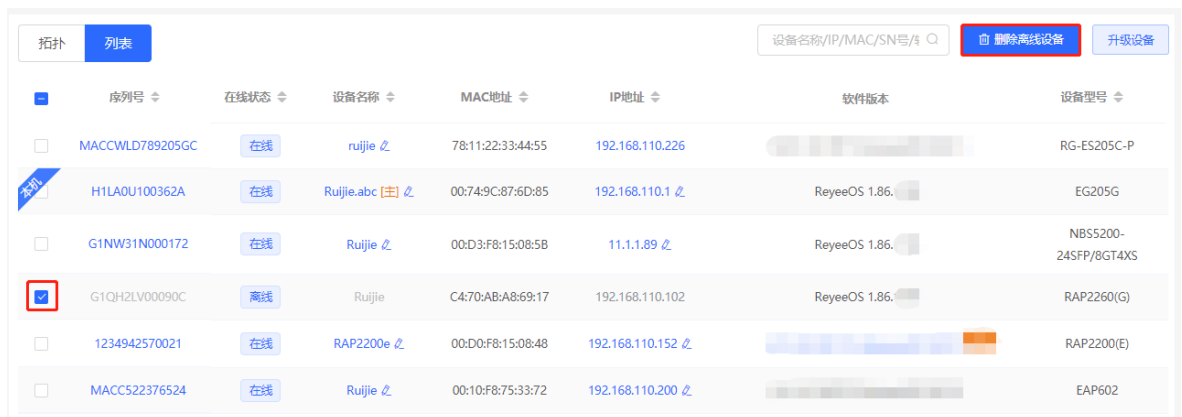 拓扑 列表 设备名称/IP/MAC/SN号/ 删除离线设备 升级设备
序列号 在线状态 设备名称 MAC地址 IP地址 软件版本 设备型号
MACCWLD789205GC 在线 ruijie 78:11:22:33:44:55 192.168.110.226 RG-ES205C-P
本机 H1LA0U100362A 在线 Ruijie.abc [主] 00:74:9C:87:6D:85 192.168.110.1 ReyeeOS 1.86. EG205G
G1NW31N000172 在线 Ruijie 00:D3:F8:15:08:5B 11.1.1.89 ReyeeOS 1.86. NBS5200-
24SFP/8GT4XS
G1QH2LV00090C 离线 Ruijie C4:70:AB:A8:69:17 192.168.110.102 ReyeeOS 1.86. RAP2260(G)
1234942570021 在线 RAP2200e 00:D0:F8:15:08:48 192.168.110.152 RAP2200(E)
MACC522376524 在线 Ruijie 00:10:F8:75:33:72 192.168.110.200 EAP602